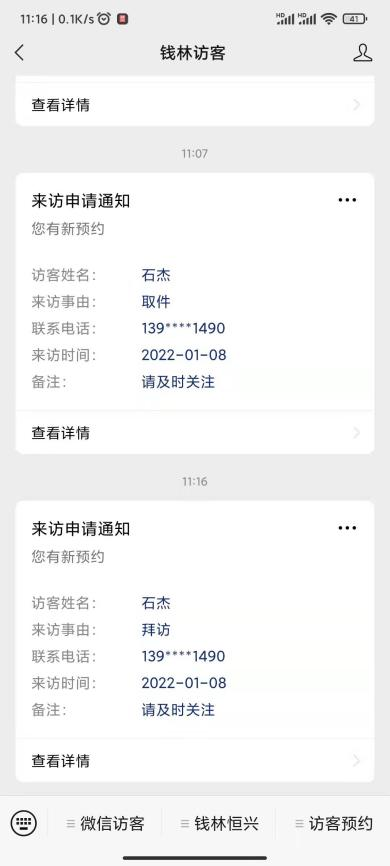 11:16 | 0.1K/s HD HD 41
钱林访客
查看详情
11:07
来访申请通知
您有新预约
访客姓名： 石杰
来访事由： 取件
联系电话： 139****1490
来访时间： 2022-01-08
备注： 请及时关注
查看详情
11:16
来访申请通知
您有新预约
访客姓名： 石杰
来访事由： 拜访
联系电话： 139****1490
来访时间： 2022-01-08
备注： 请及时关注
查看详情
微信访客 钱林恒兴 访客预约